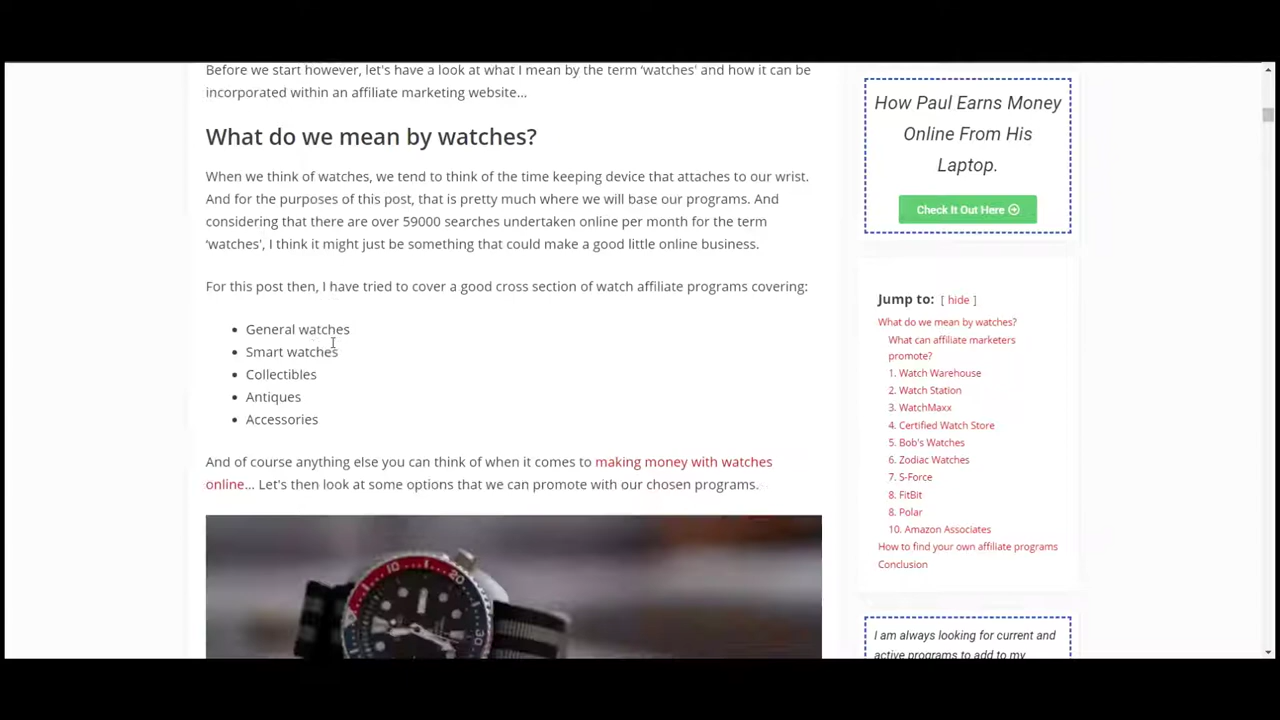 Before we start however, let's have a look at what I mean by the term ‘watches’ and how it can be
incorporated within an affiliate marketing website…
What do we mean by watches?
When we think of watches, we tend to think of the time keeping device that attaches to our wrist.
And for the purposes of this post, that is pretty much where we will base our programs. And
considering that there are over 59000 searches undertaken online per month for the term
‘watches’, I think it might just be something that could make a good little online business.
For this post then, I have tried to cover a good cross section of watch affiliate programs covering:
• General watches
• Smart watches
• Collectibles
• Antiques
• Accessories
And of course anything else you can think of when it comes to making money with watches
online… Let's then look at some options that we can promote with our chosen programs.
10
20
30
How Paul Earns Money
Online From His
Laptop.
Check It Out Here
Jump to: [ hide ]
What do we mean by watches?
What can affiliate marketers
promote?
1. Watch Warehouse
2. Watch Station
3. WatchMaxx
4. Certified Watch Store
5. Bob's Watches
6. Zodiac Watches
7. S-Force
8. FitBit
8. Polar
10. Amazon Associates
How to find your own affiliate programs
Conclusion
I am always looking for current and
active programs to add to my